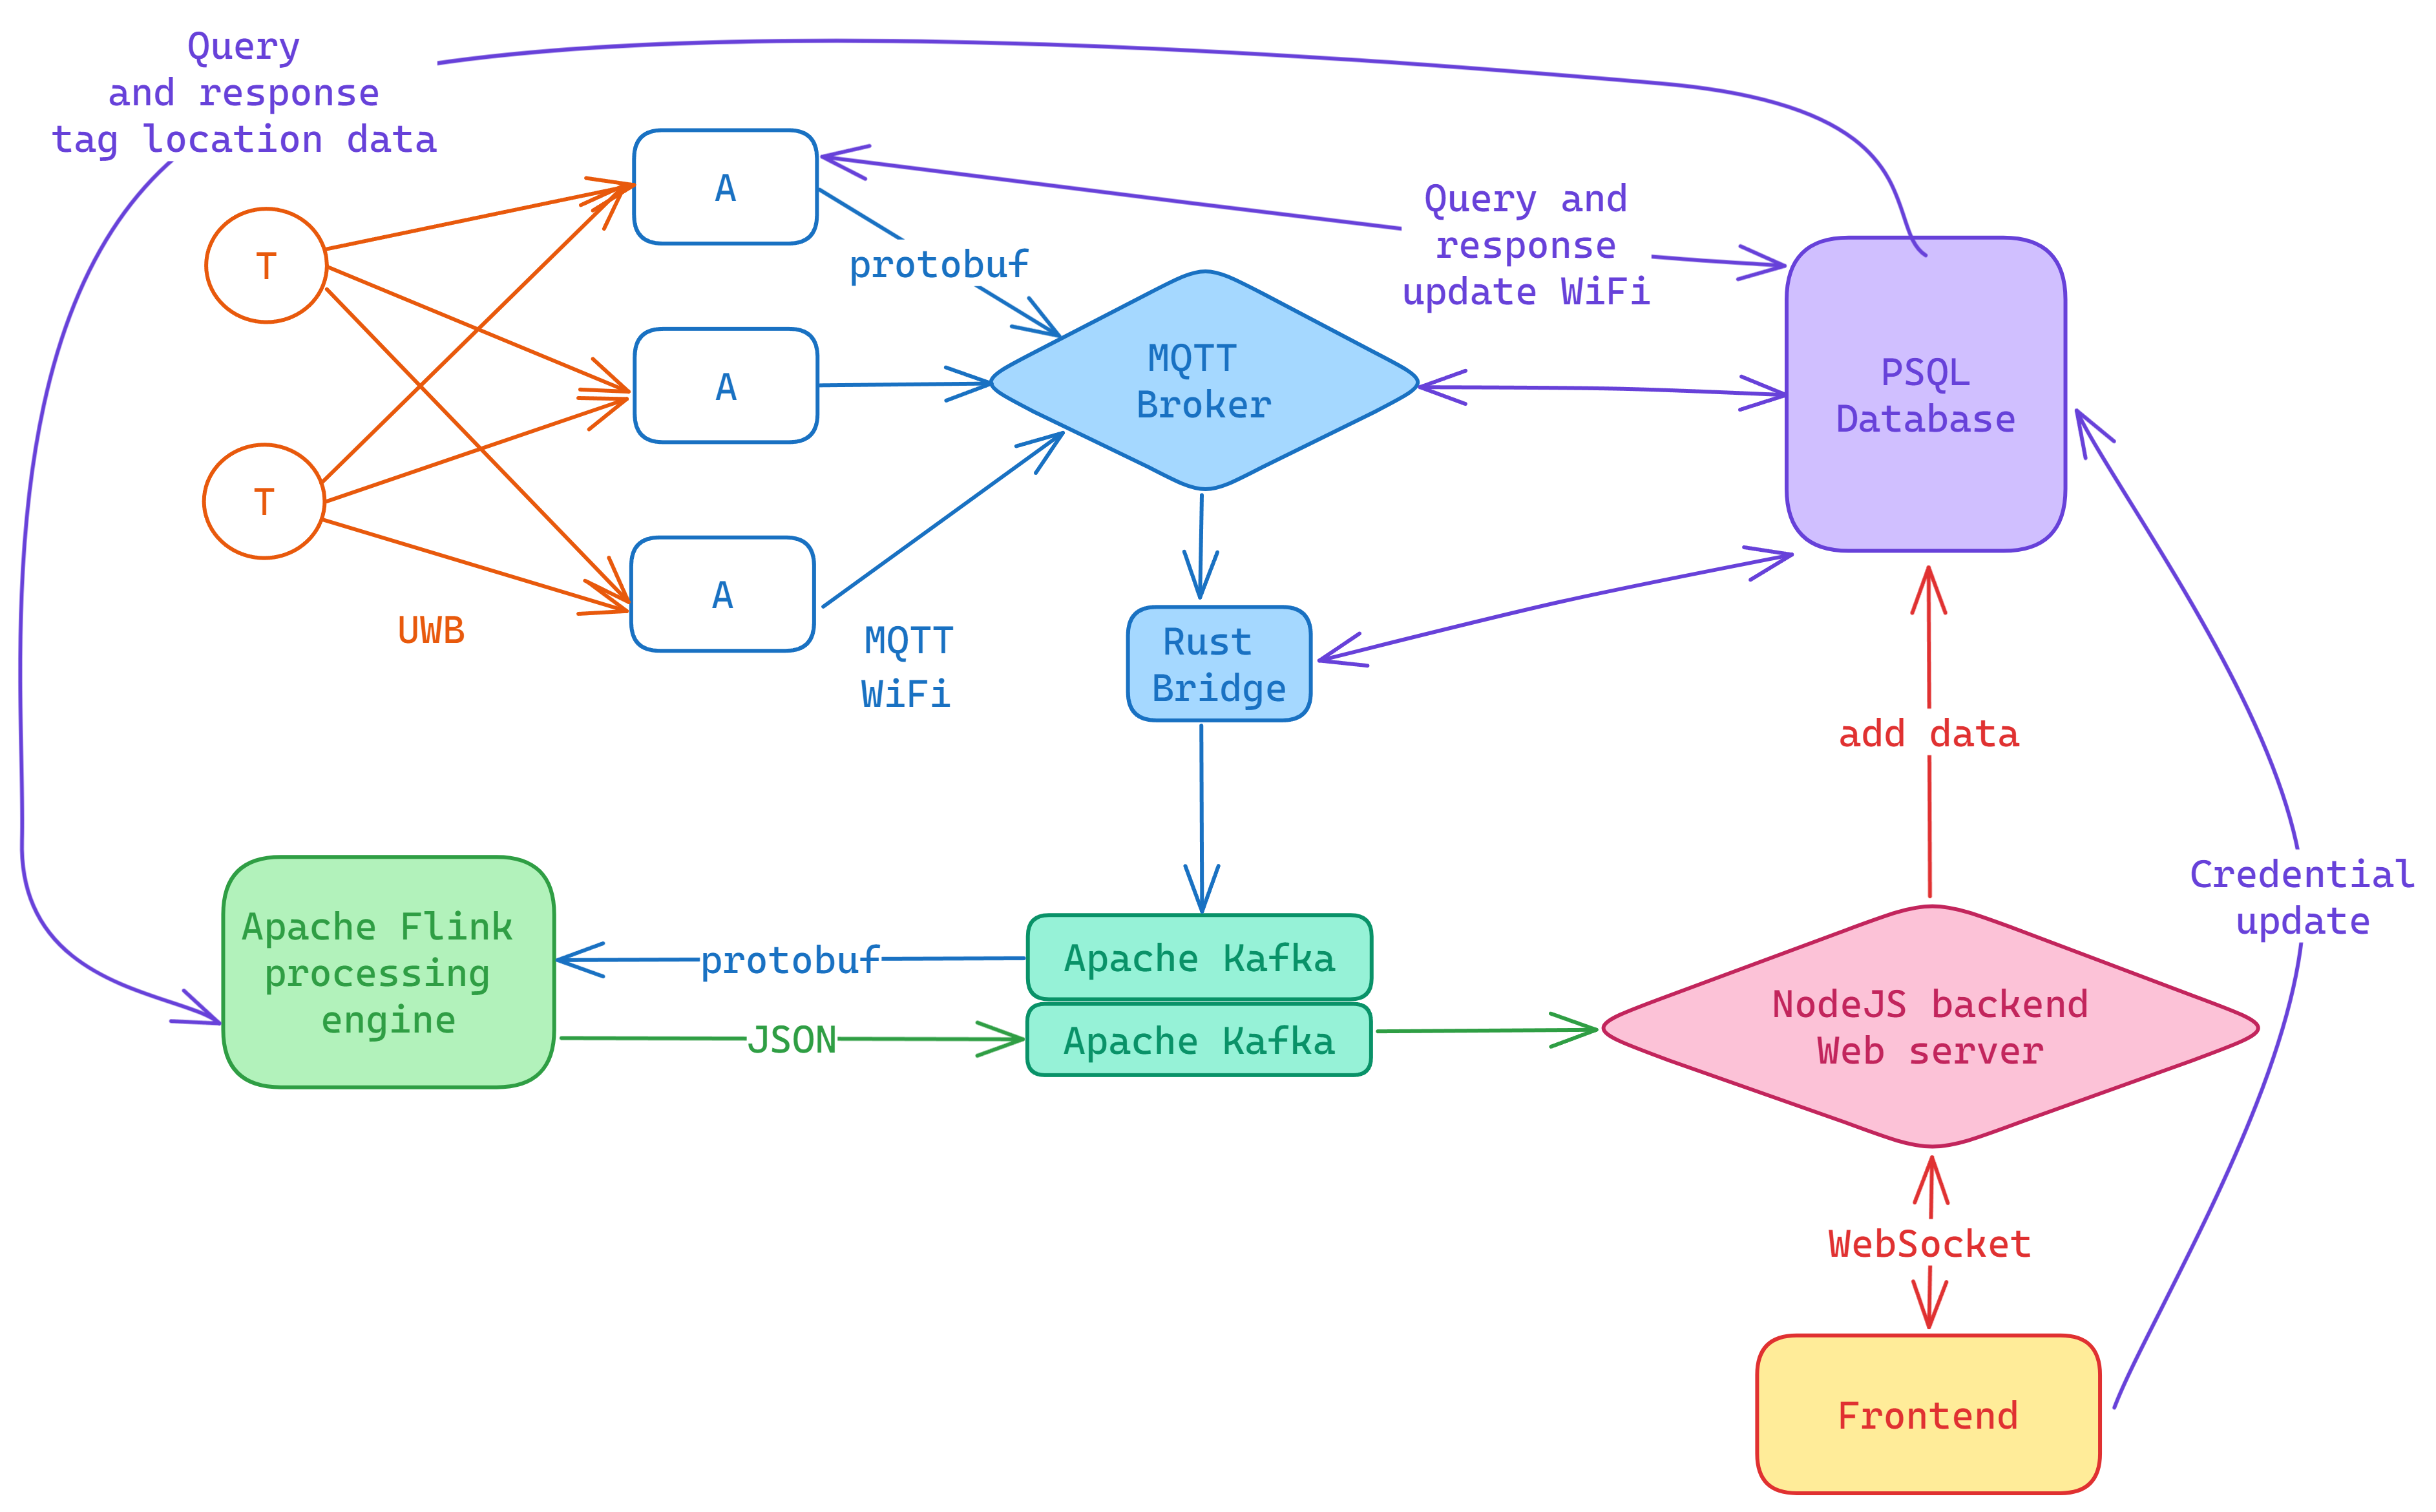 Query
and response
tag location data
T
T
UWB
A
A
A
protobuf
MQTT
WiFi
MQTT
Broker
Query and
response
update WiFi
PSQL
Database
Rust
Bridge
add data
Credential
update
Apache Flink
processing
engine
protobuf
JSON
Apache Kafka
Apache Kafka
NodeJS backend
Web server
WebSocket
Frontend